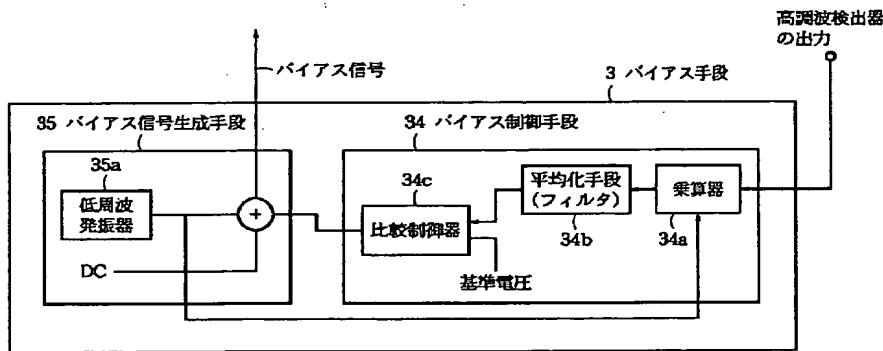 高調波検出器
の出力
バイアス信号
3 バイアス手段
35 バイアス信号生成手段
34 バイアス制御手段
35a
低周波
発振器
+
DC
34c
比較制御器
基準電圧
平均化手段
(フィルタ)
34b
乗算器
34a